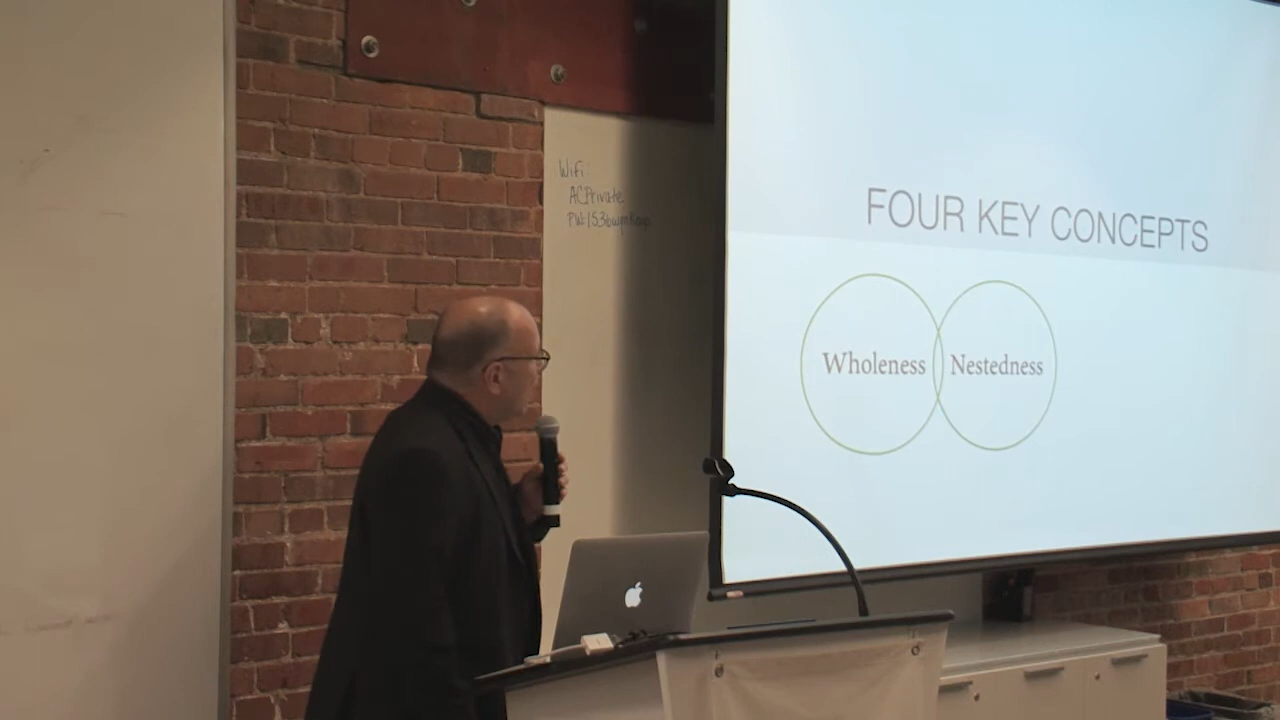 Wifi:
ACPrivate
FOUR KEY CONCEPTS
Wholeness
Nestedness